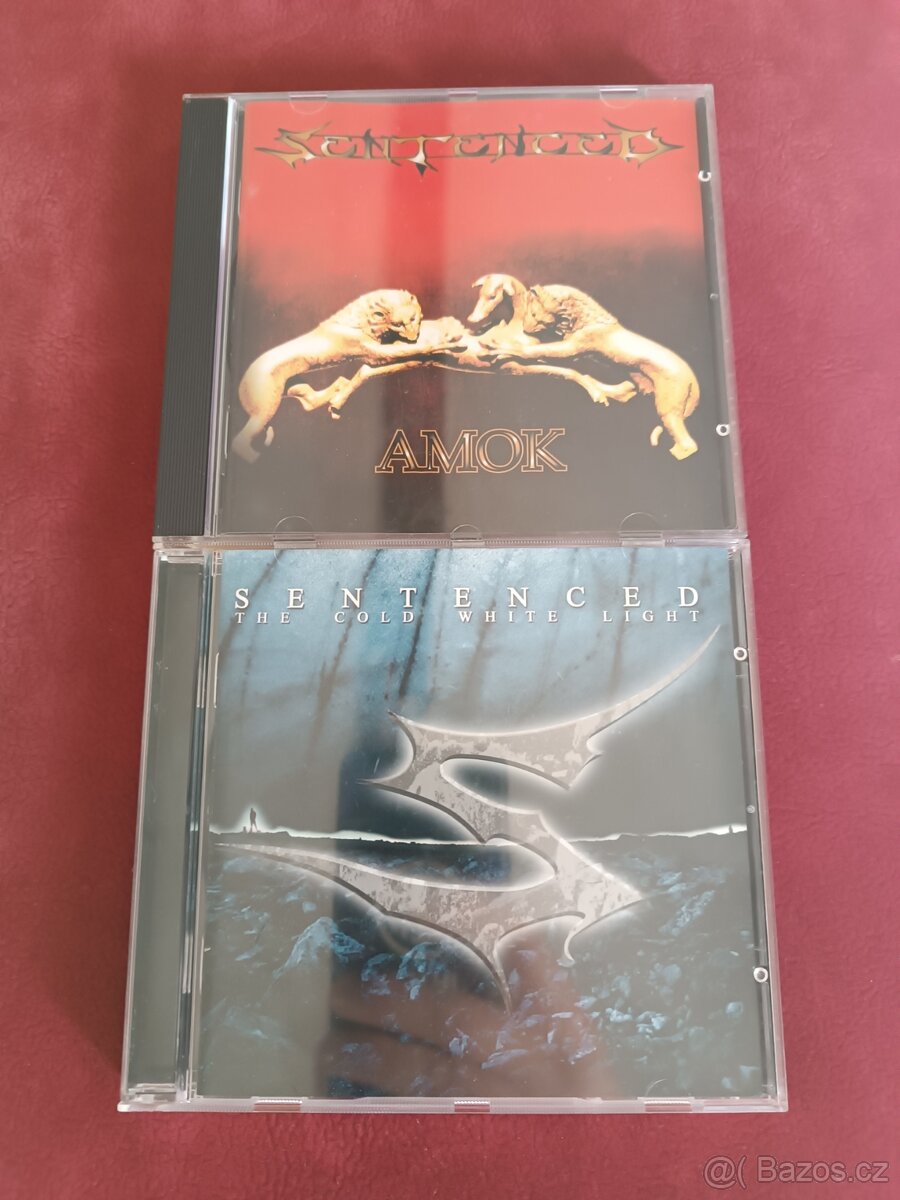 SENTENCED
AMOK
SENTENCED
THE COLD WHITE LIGHT
@( Bazos.cz